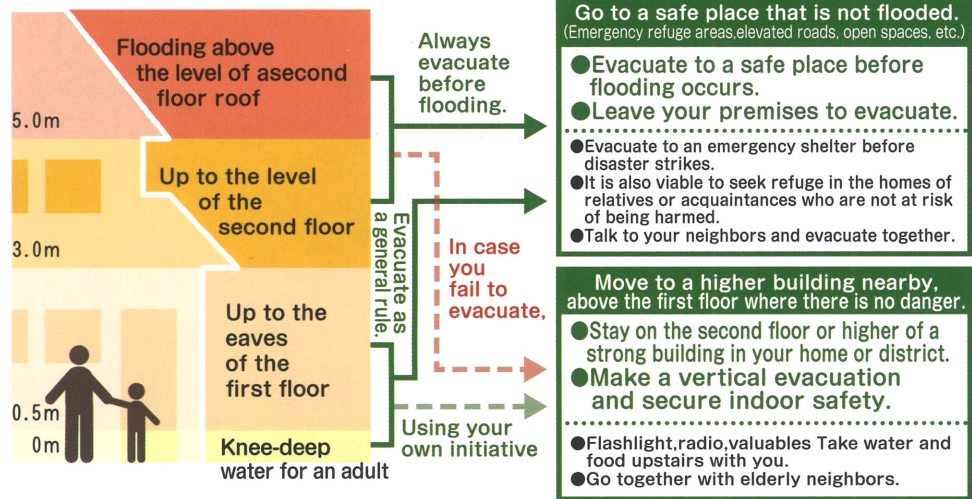 Flooding above
the level of asecond
floor roof
5.0m
Up to the level
of the
second floor
3.0m
Up to the
eaves
of the
first floor
0.5m
0m
Knee-deep
water for an adult
Always
evacuate
before
flooding.
Evacuate as
a general rule.
In case
you
fail to
evacuate,
Using your
own initiative
Go to a safe place that is not flooded.
(Emergency refuge areas,elevated roads, open spaces, etc.)
●Evacuate to a safe place before
flooding occurs.
●Leave your premises to evacuate.
●Evacuate to an emergency shelter before
disaster strikes.
●It is also viable to seek refuge in the homes of
relatives or acquaintances who are not at risk
of being harmed.
●Talk to your neighbors and evacuate together.
Move to a higher building nearby,
above the first floor where there is no danger.
●Stay on the second floor or higher of a
strong building in your home or district.
●Make a vertical evacuation
and secure indoor safety.
●Flashlight,radio,valuables Take water and
food upstairs with you.
●Go together with elderly neighbors.